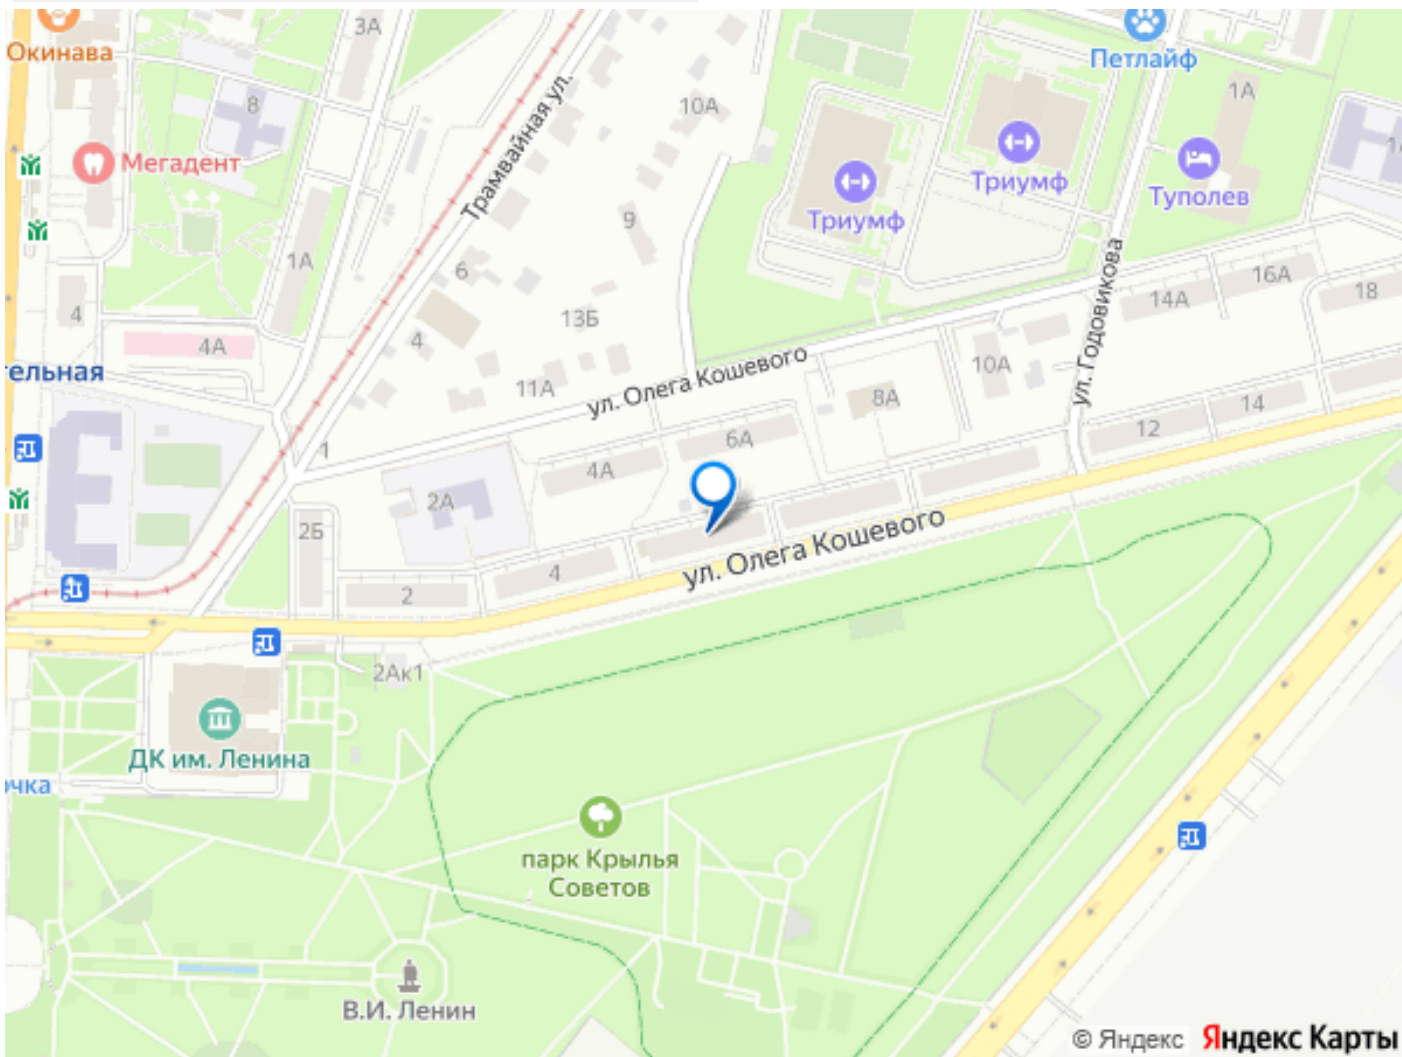 Окинава
3А
Петлайф
8
10А
1А
Трамвайная ул.
Мегадент
Триумф
Триумф
Туполев
9
1А
6
ул. Годовикова
4
13Б
4
4А
16А
14А
18
ельная
11А
ул. Олега Кошевого
10А
8А
14
12
1
6А
4А
2А
2Б
ул. Олега Кошевого
4
2
2Ак1
ДК им. Ленина
чка
парк Крылья
Советов
В.И. Ленин
© Яндекс Яндекс Карты